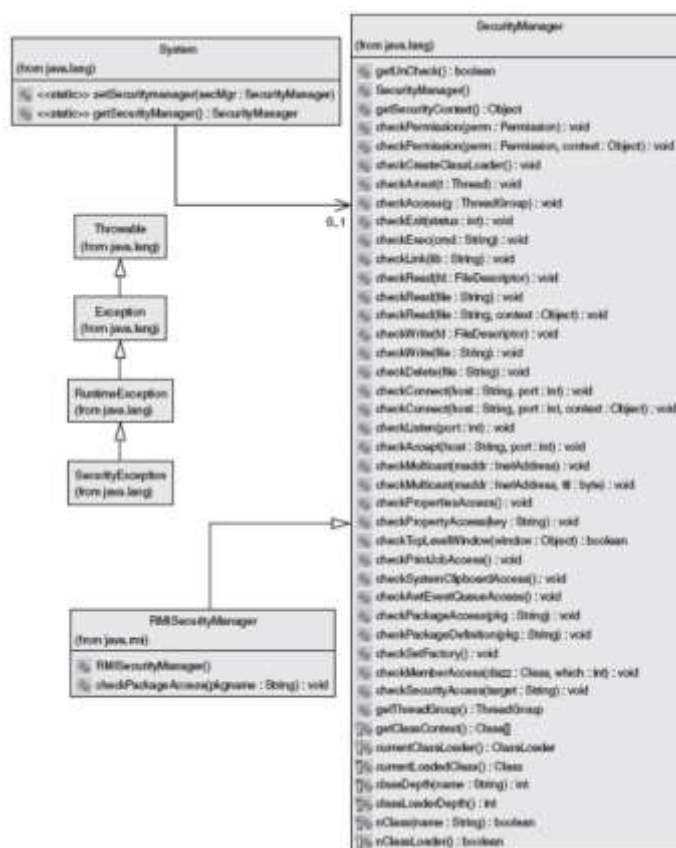 System
(from java.lang)
<<static>> setSecuritymanager(secMgr : SecurityManager)
<<static>> getSecurityManager() : SecurityManager
0..1
Throwable
(from java.lang)
Exception
(from java.lang)
RuntimeException
(from java.lang)
SecurityException
(from java.lang)
RMISecurityManager
(from java.rmi)
RMISecurityManager()
checkPackageAccess(pkgname : String) : void
SecurityManager
(from java.lang)
getInCheck() : boolean
SecurityManager()
getSecurityContext() : Object
checkPermission(perm : Permission) : void
checkPermission(perm : Permission, context : Object) : void
checkCreateClassLoader() : void
(t : Thread) : void
checkAccess(g : ThreadGroup) : void
checkExit(status : int) : void
checkExec(cmd : String) : void
checkLink(lib : String) : void
checkRead(fd : FileDescriptor) : void
checkRead(file : String) : void
checkRead(file : String, context : Object) : void
checkWrite(fd : FileDescriptor) : void
checkWrite(file : String) : void
checkDelete(file : String) : void
checkConnect(host : String, port : int) : void
checkConnect(host : String, port : int, context : Object) : void
checkListen(port : int) : void
checkAccept(host : String, port : int) : void
checkMulticast(maddr : InetAddress) : void
checkMulticast(maddr : InetAddress, ttl : byte) : void
checkPropertiesAccess() : void
checkPropertyAccess(key : String) : void
checkTopLevelWindow(window : Object) : boolean
checkPrintJobAccess() : void
checkSystemClipboardAccess() : void
checkAwtEventQueueAccess() : void
checkPackageAccess(pkg : String) : void
checkPackageDefinition(pkg : String) : void
checkSetFactory() : void
checkMemberAccess(clazz : Class, which : int) : void
checkSecurityAccess(target : String) : void
getThreadGroup() : ThreadGroup
getClassContext() : Class[]
currentClassLoader() : ClassLoader
currentLoadedClass() : Class
classDepth(name : String) : int
classLoaderDepth() : int
inClass(name : String) : boolean
inClassLoader() : boolean